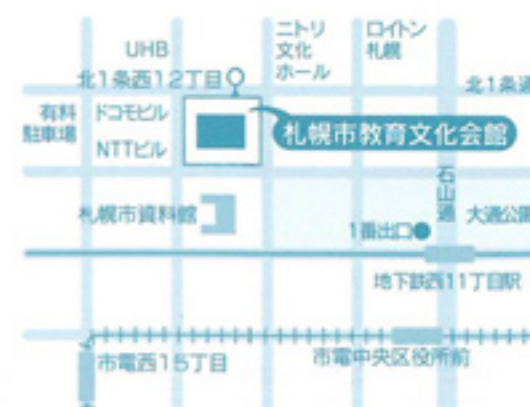 UHB
ニトリ
文化
ホール
ロイトン
札幌
北1条西12丁目
北1条通
有料
駐車場
ドコモビル
NTTビル
札幌市教育文化会館
石山通
札幌市資料館
1番出口
大通公園
地下鉄西11丁目駅
市電西15丁目
市電中央区役所前